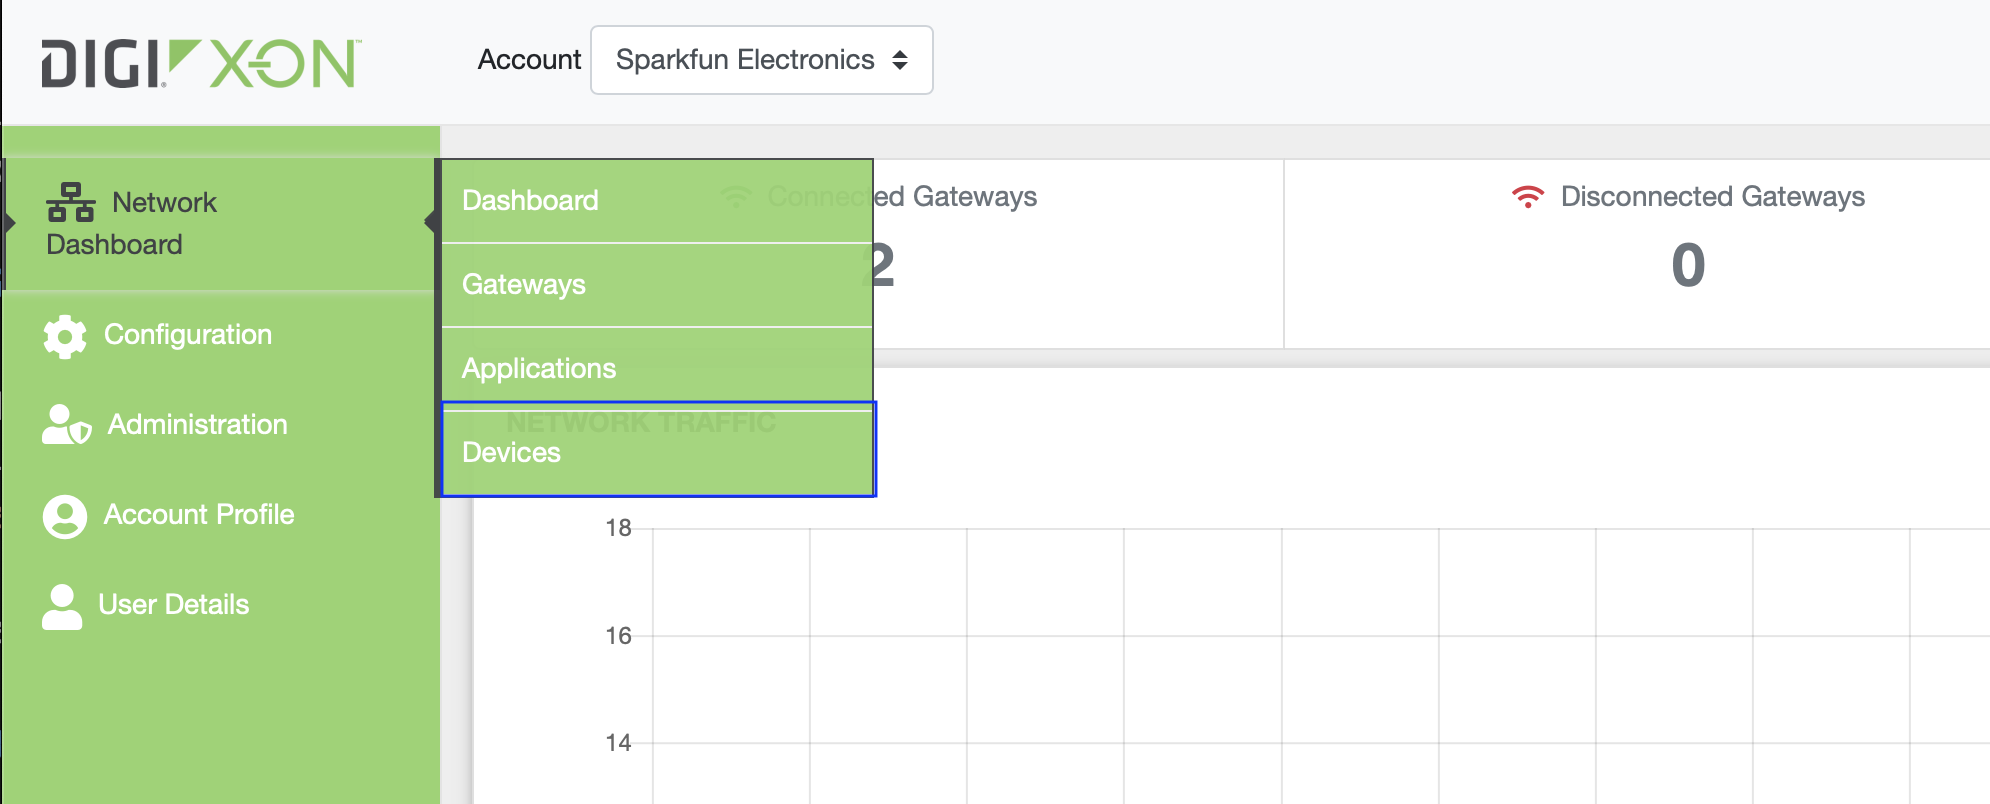 DIGI X-ON™
Account Sparkfun Electronics
Network
Dashboard
Configuration
Administration
Account Profile
User Details
Dashboard
Gateways
Applications
Devices
Connected Gateways
2
Disconnected Gateways
0
NETWORK TRAFFIC
18
16
14